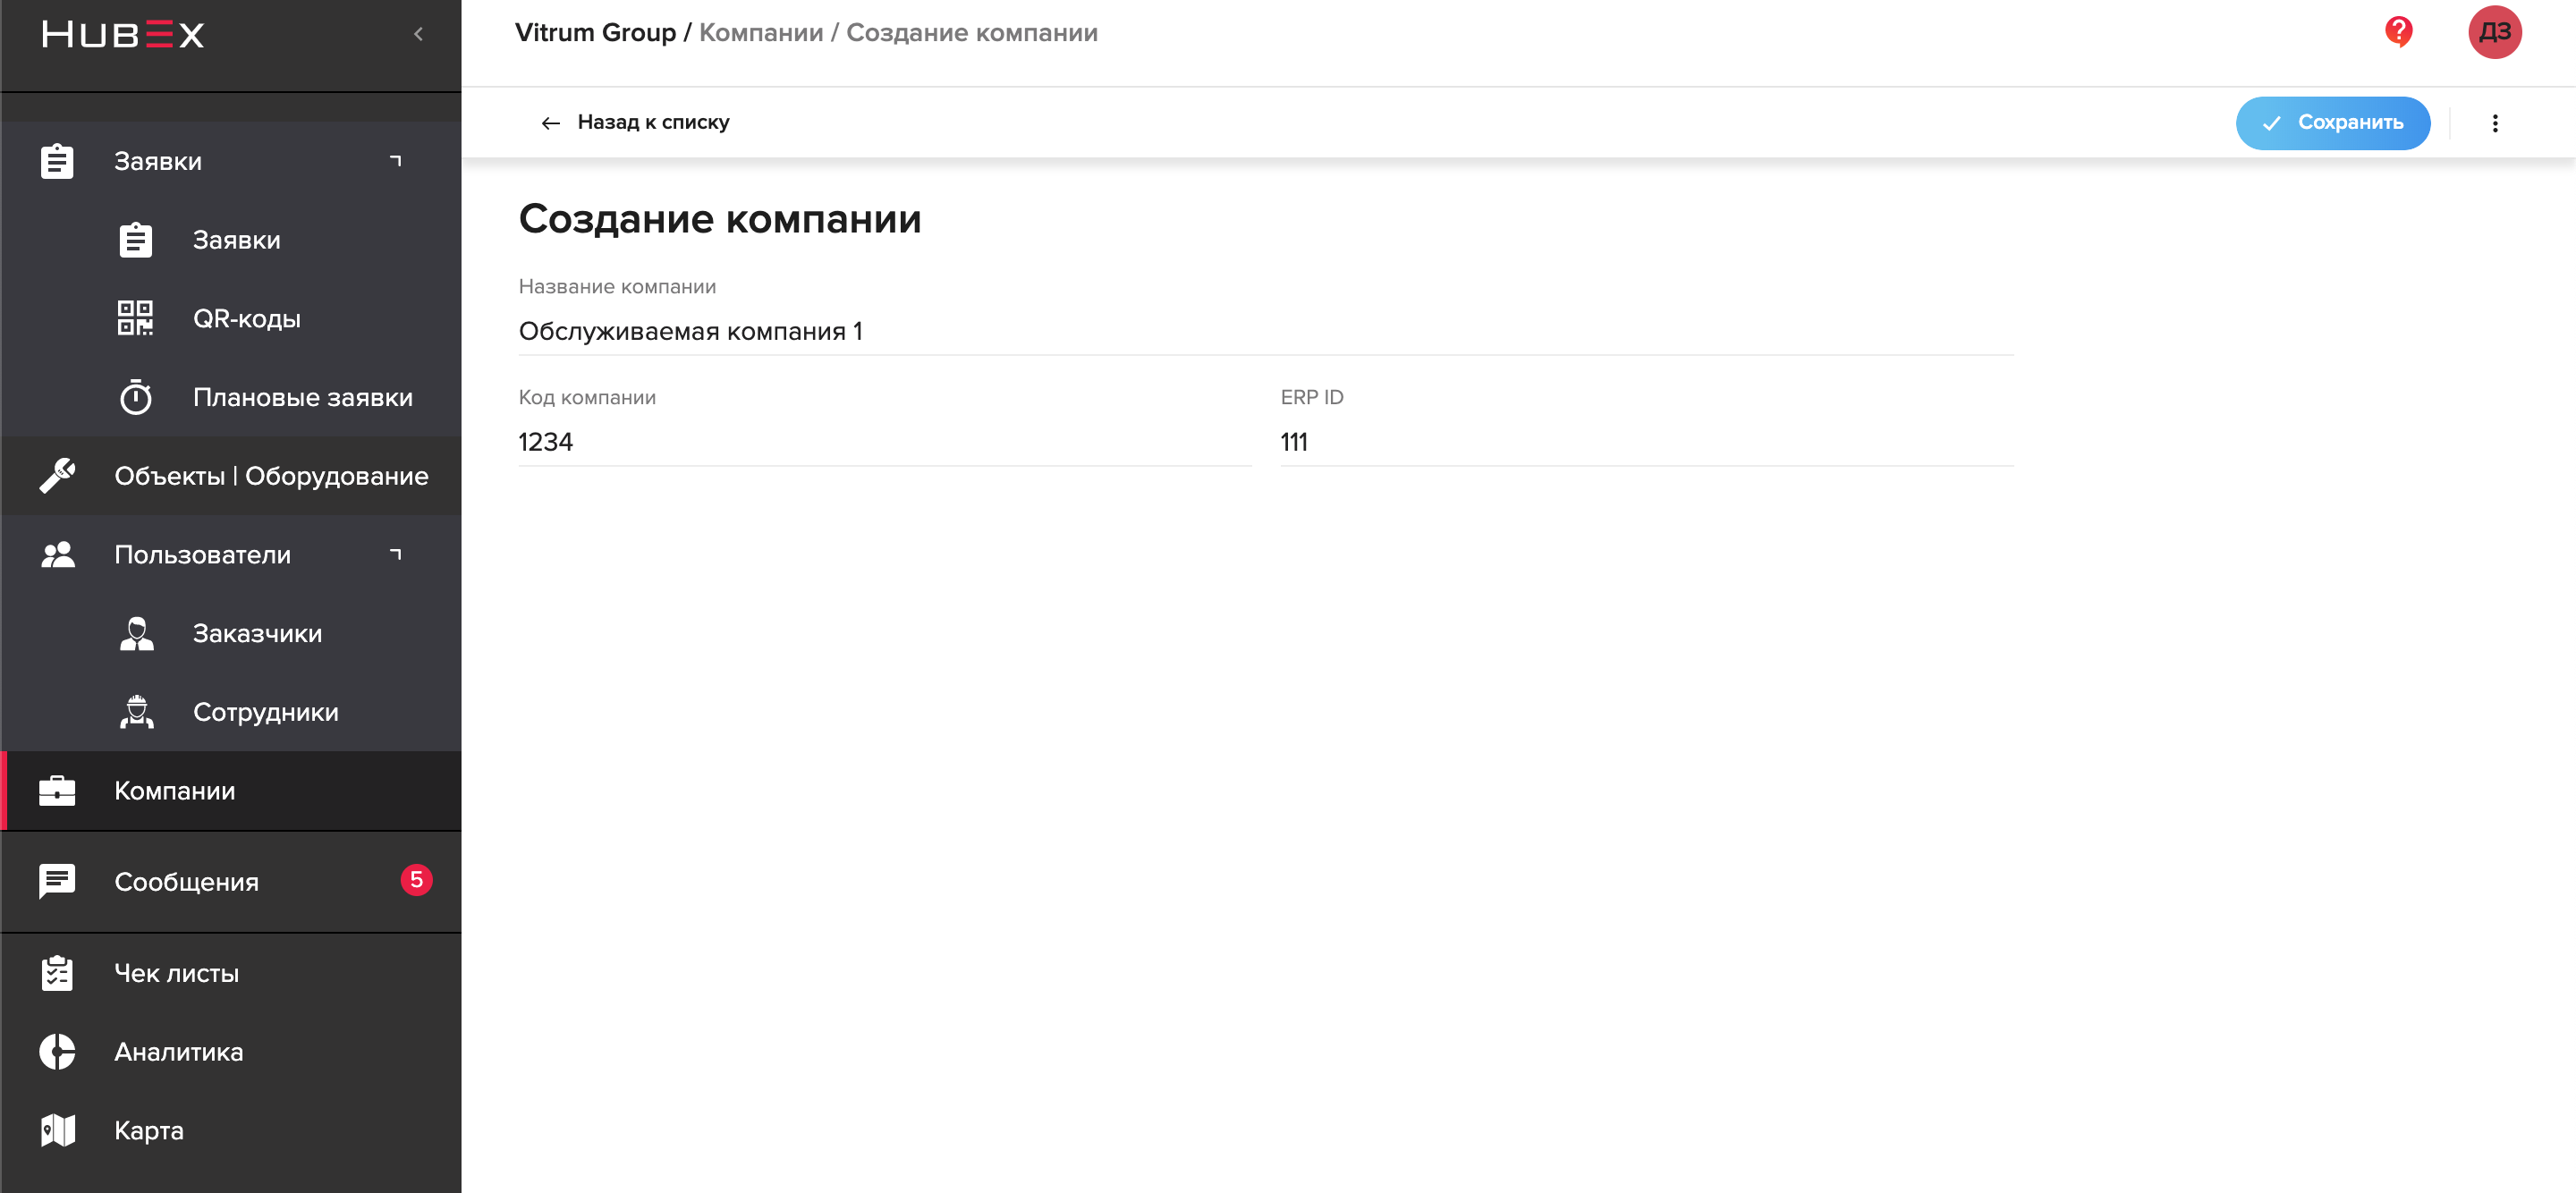 HUBEX
Vitrum Group / Компании / Создание компании
?
ДЗ
Назад к списку
Сохранить
Заявки
Заявки
QR-коды
Плановые заявки
Объекты | Оборудование
Пользователи
Заказчики
Сотрудники
Компании
Сообщения
5
Чек листы
Аналитика
Карта
Создание компании
Название компании
Обслуживаемая компания 1
Код компании
ERP ID
1234
111